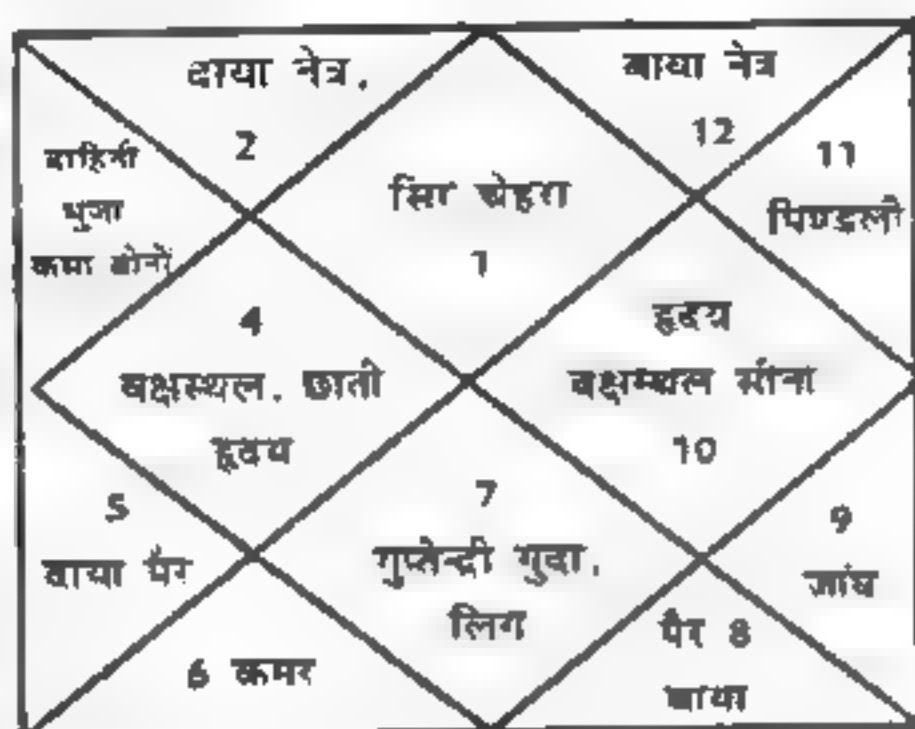 दाया नेत्र.
2
बाया नेत्र
12
11
पिण्डली
दाहिनी
भुजा
सिर चेहरा
1
4
वक्षस्थल. छाती
हृदय
हृदय
वक्षस्थल सीना
10
5
दाया पैर
7
गुप्तेन्द्री गुदा.
लिंग
9
जांघ
6 कमर
पैर 8
बाया